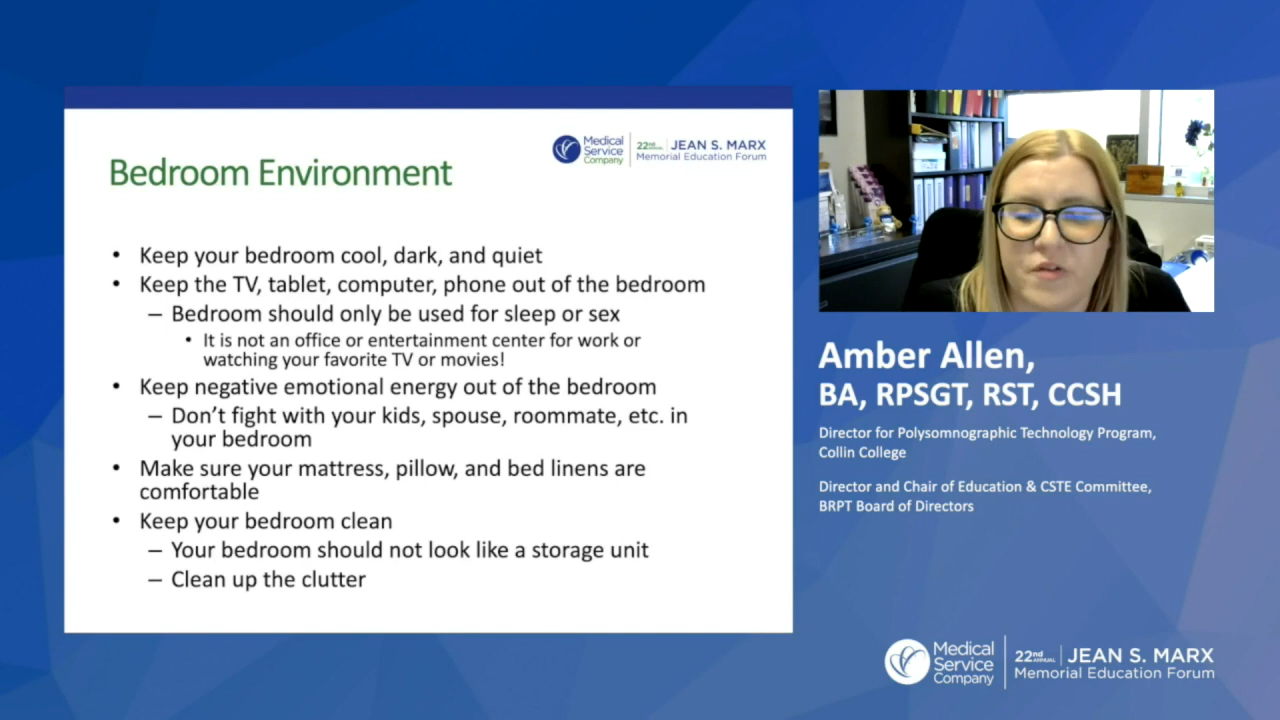 Medical
Service
Company
22nd ANNUAL JEAN S. MARX
Memorial Education Forum
Bedroom Environment
• Keep your bedroom cool, dark, and quiet
• Keep the TV, tablet, computer, phone out of the bedroom
– Bedroom should only be used for sleep or sex
• It is not an office or entertainment center for work or
watching your favorite TV or movies!
• Keep negative emotional energy out of the bedroom
– Don’t fight with your kids, spouse, roommate, etc. in
your bedroom
• Make sure your mattress, pillow, and bed linens are
comfortable
• Keep your bedroom clean
– Your bedroom should not look like a storage unit
– Clean up the clutter
Amber Allen,
BA, RPSGT, RST, CCSH
Director for Polysomnographic Technology Program,
Collin College
Director and Chair of Education & CSTE Committee,
BRPT Board of Directors
Medical
Service
Company
22nd ANNUAL JEAN S. MARX
Memorial Education Forum